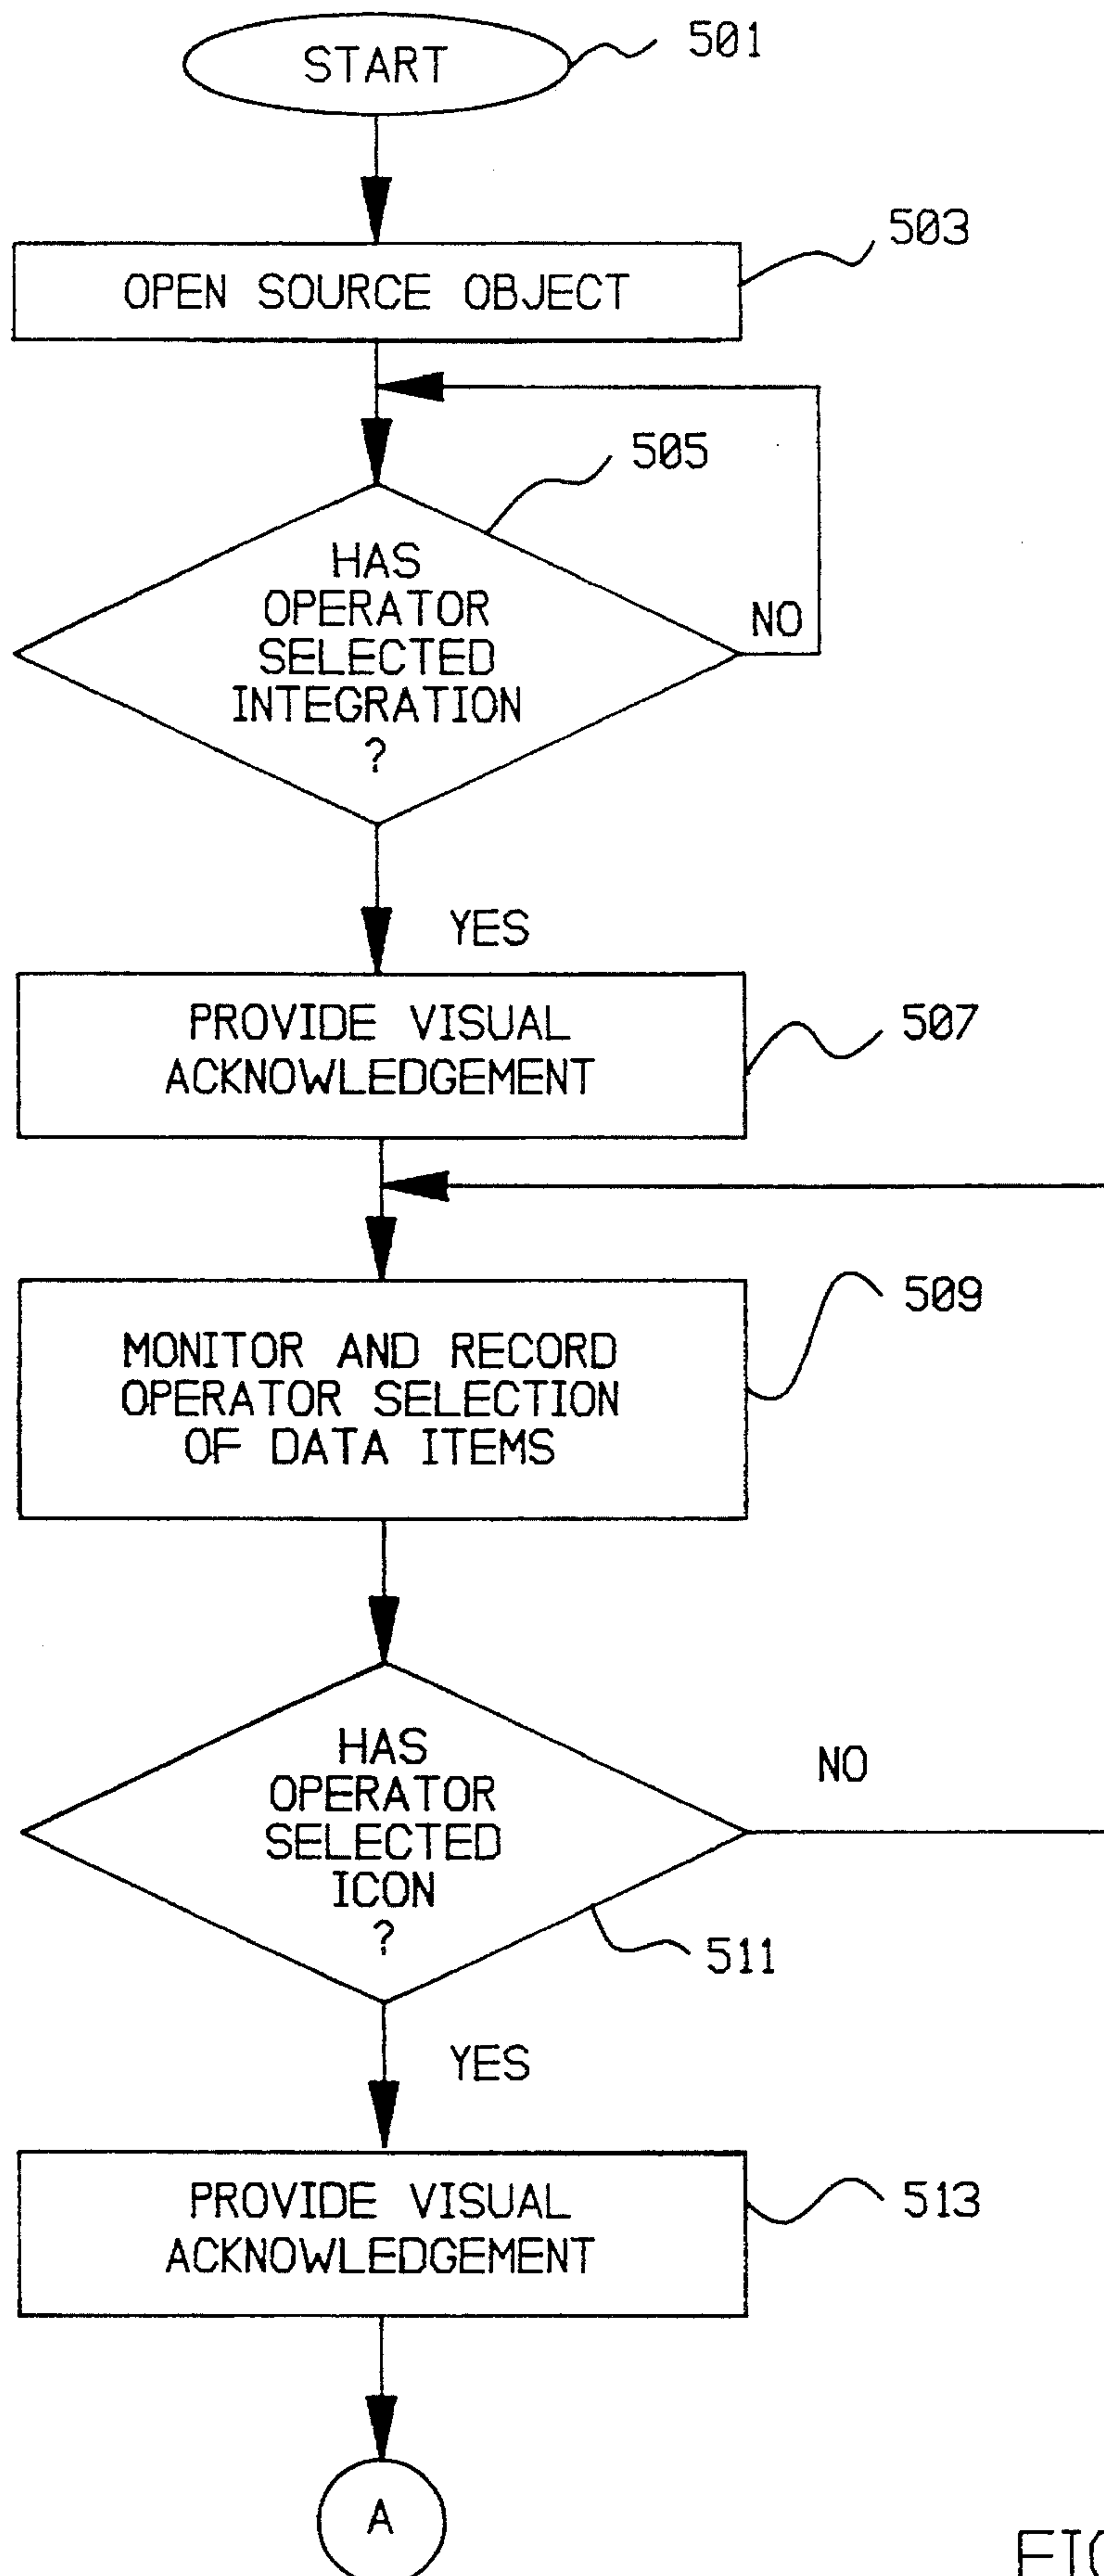 START
501
503
OPEN SOURCE OBJECT
505
HAS
OPERATOR
SELECTED
INTEGRATION
?
NO
YES
PROVIDE VISUAL
ACKNOWLEDGEMENT
507
509
MONITOR AND RECORD
OPERATOR SELECTION
OF DATA ITEMS
HAS
OPERATOR
SELECTED
ICON
?
NO
511
YES
PROVIDE VISUAL
ACKNOWLEDGEMENT
513
A